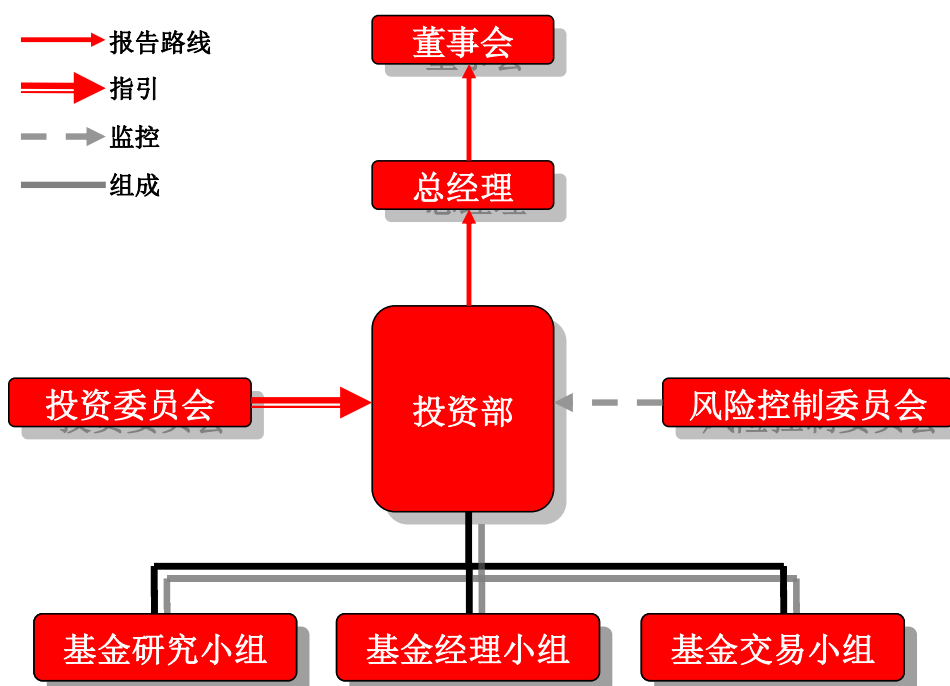 报告路线
指引
监控
组成
董事会
总经理
投资委员会
投资部
风险控制委员会
基金研究小组
基金经理小组
基金交易小组